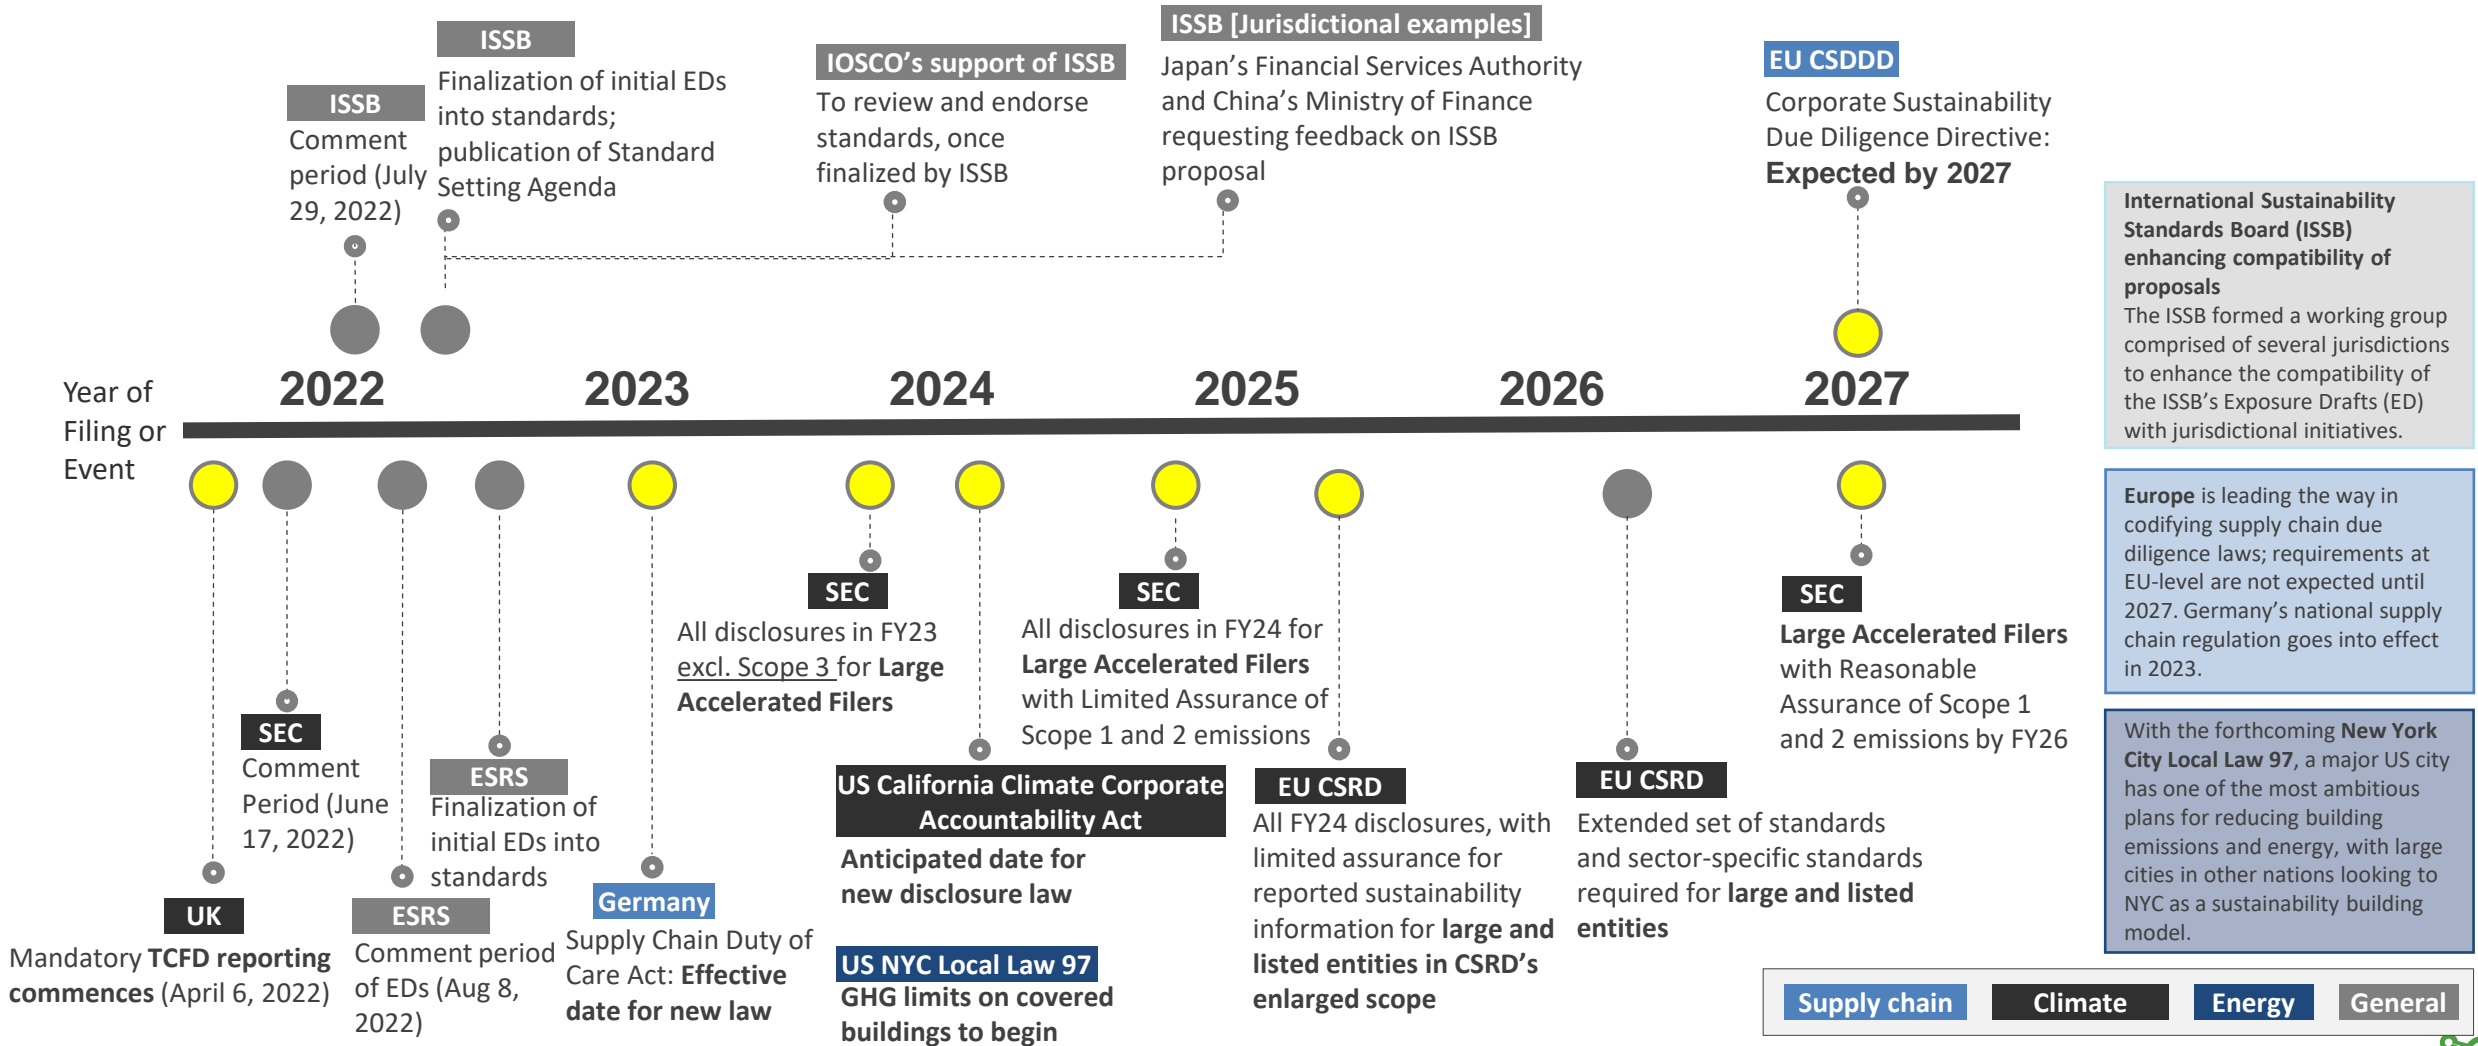 ISSB
Comment
period (July
29, 2022)
ISSB
Finalization of initial EDs
into standards;
publication of Standard
Setting Agenda
IOSCO's support of ISSB
To review and endorse
standards, once
finalized by ISSB
ISSB [Jurisdictional examples]
Japan's Financial Services Authority
and China's Ministry of Finance
requesting feedback on ISSB
proposal
EU CSDDD
Corporate Sustainability
Due Diligence Directive:
Expected by 2027
Year of
Filing or
Event
2022
2023
2024
2025
2026
2027
UK
Mandatory TCFD reporting
commences (April 6, 2022)
SEC
Comment
Period (June
17, 2022)
ESRS
Comment period
of EDs (Aug 8,
2022)
ESRS
Finalization of
initial EDs into
standards
Germany
Supply Chain Duty of
Care Act: Effective
date for new law
SEC
All disclosures in FY23
excl. Scope 3 for Large
Accelerated Filers
US California Climate Corporate
Accountability Act
Anticipated date for
new disclosure law
US NYC Local Law 97
GHG limits on covered
buildings to begin
SEC
All disclosures in FY24 for
Large Accelerated Filers
with Limited Assurance of
Scope 1 and 2 emissions
EU CSRD
All FY24 disclosures, with
limited assurance for
reported sustainability
information for large and
listed entities in CSRD's
enlarged scope
EU CSRD
Extended set of standards
and sector-specific standards
required for large and listed
entities
SEC
Large Accelerated Filers
with Reasonable
Assurance of Scope 1
and 2 emissions by FY26
International Sustainability
Standards Board (ISSB)
enhancing compatibility of
proposals
The ISSB formed a working group
comprised of several jurisdictions
to enhance the compatibility of
the ISSB's Exposure Drafts (ED)
with jurisdictional initiatives.
Europe is leading the way in
codifying supply chain due
diligence laws; requirements at
EU-level are not expected until
2027. Germany's national supply
chain regulation goes into effect
in 2023.
With the forthcoming New York
City Local Law 97, a major US city
has one of the most ambitious
plans for reducing building
emissions and energy, with large
cities in other nations looking to
NYC as a sustainability building
model.
Supply chain
Climate
Energy
General